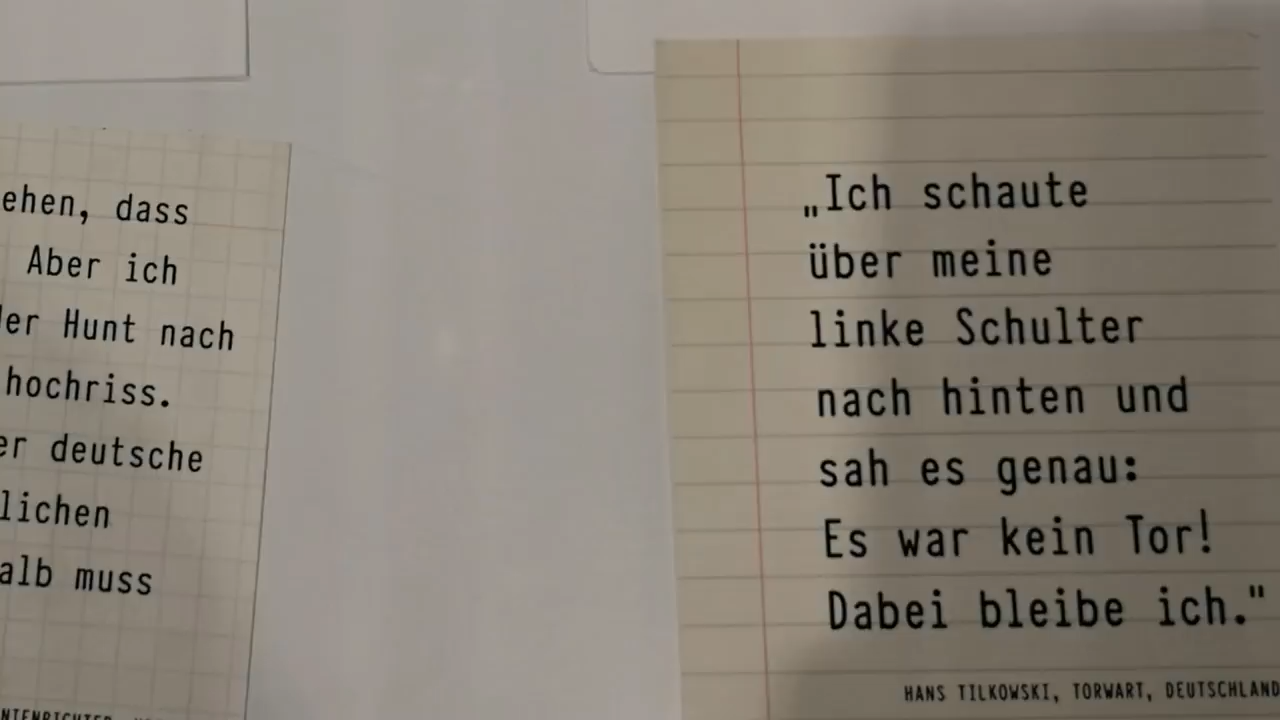 ehen, dass
Aber ich
er Hunt nach
hochriss.
er deutsche
lichen
alb muss
„Ich schaute
über meine
linke Schulter
nach hinten und
sah es genau:
Es war kein Tor!
Dabei bleibe ich."
HANS TILKOWSKI, TORWART, DEUTSCHLAND